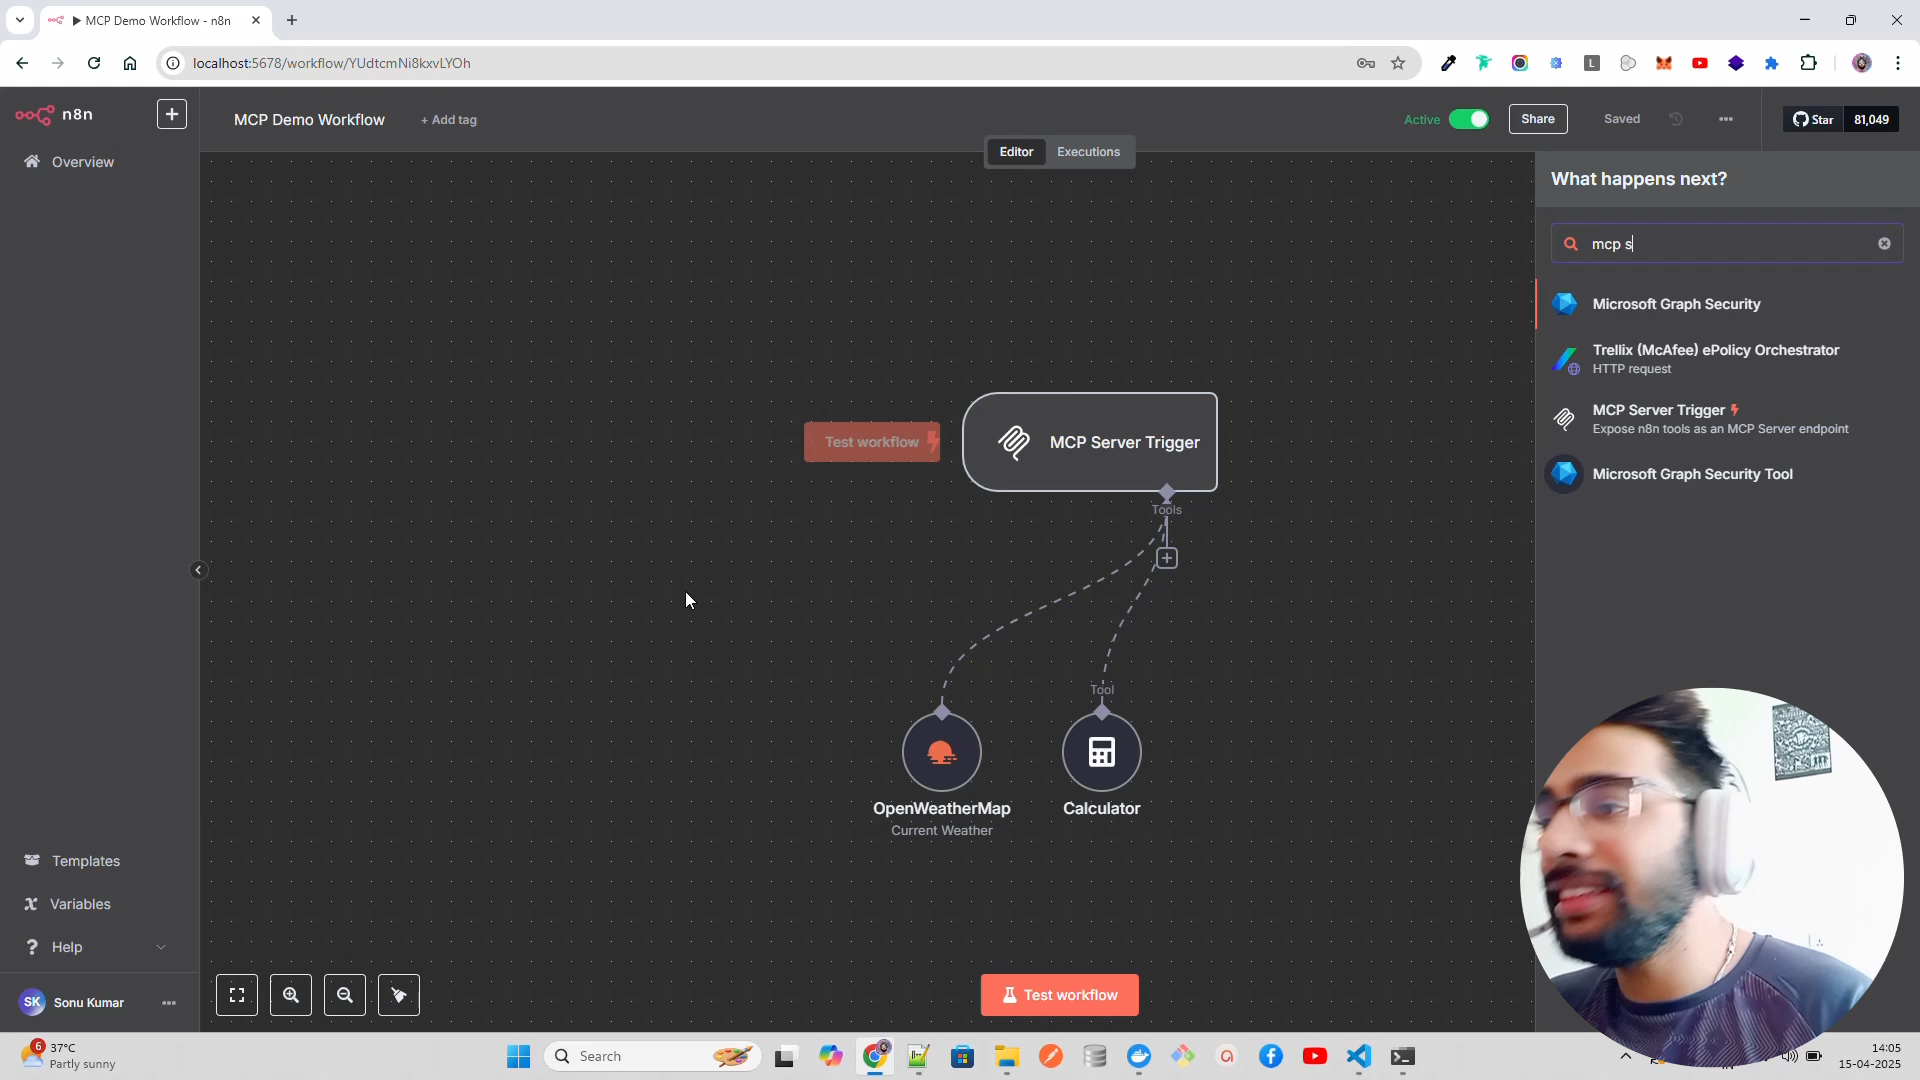 MCP Demo Workflow - n8n
localhost:5678/workflow/YUdtcmNi8kxvLYOh
n8n
MCP Demo Workflow
+ Add tag
Active
Share
Saved
Star
81,049
Editor
Executions
Overview
What happens next?
mcp s
Microsoft Graph Security
Trellix (McAfee) ePolicy Orchestrator
HTTP request
MCP Server Trigger
Expose n8n tools as an MCP Server endpoint
Microsoft Graph Security Tool
Test workflow
MCP Server Trigger
Tools
Tool
OpenWeatherMap
Current Weather
Calculator
Templates
Variables
Help
SK
Sonu Kumar
Test workflow
6
37°C
Partly sunny
Search
14:05
15-04-2025